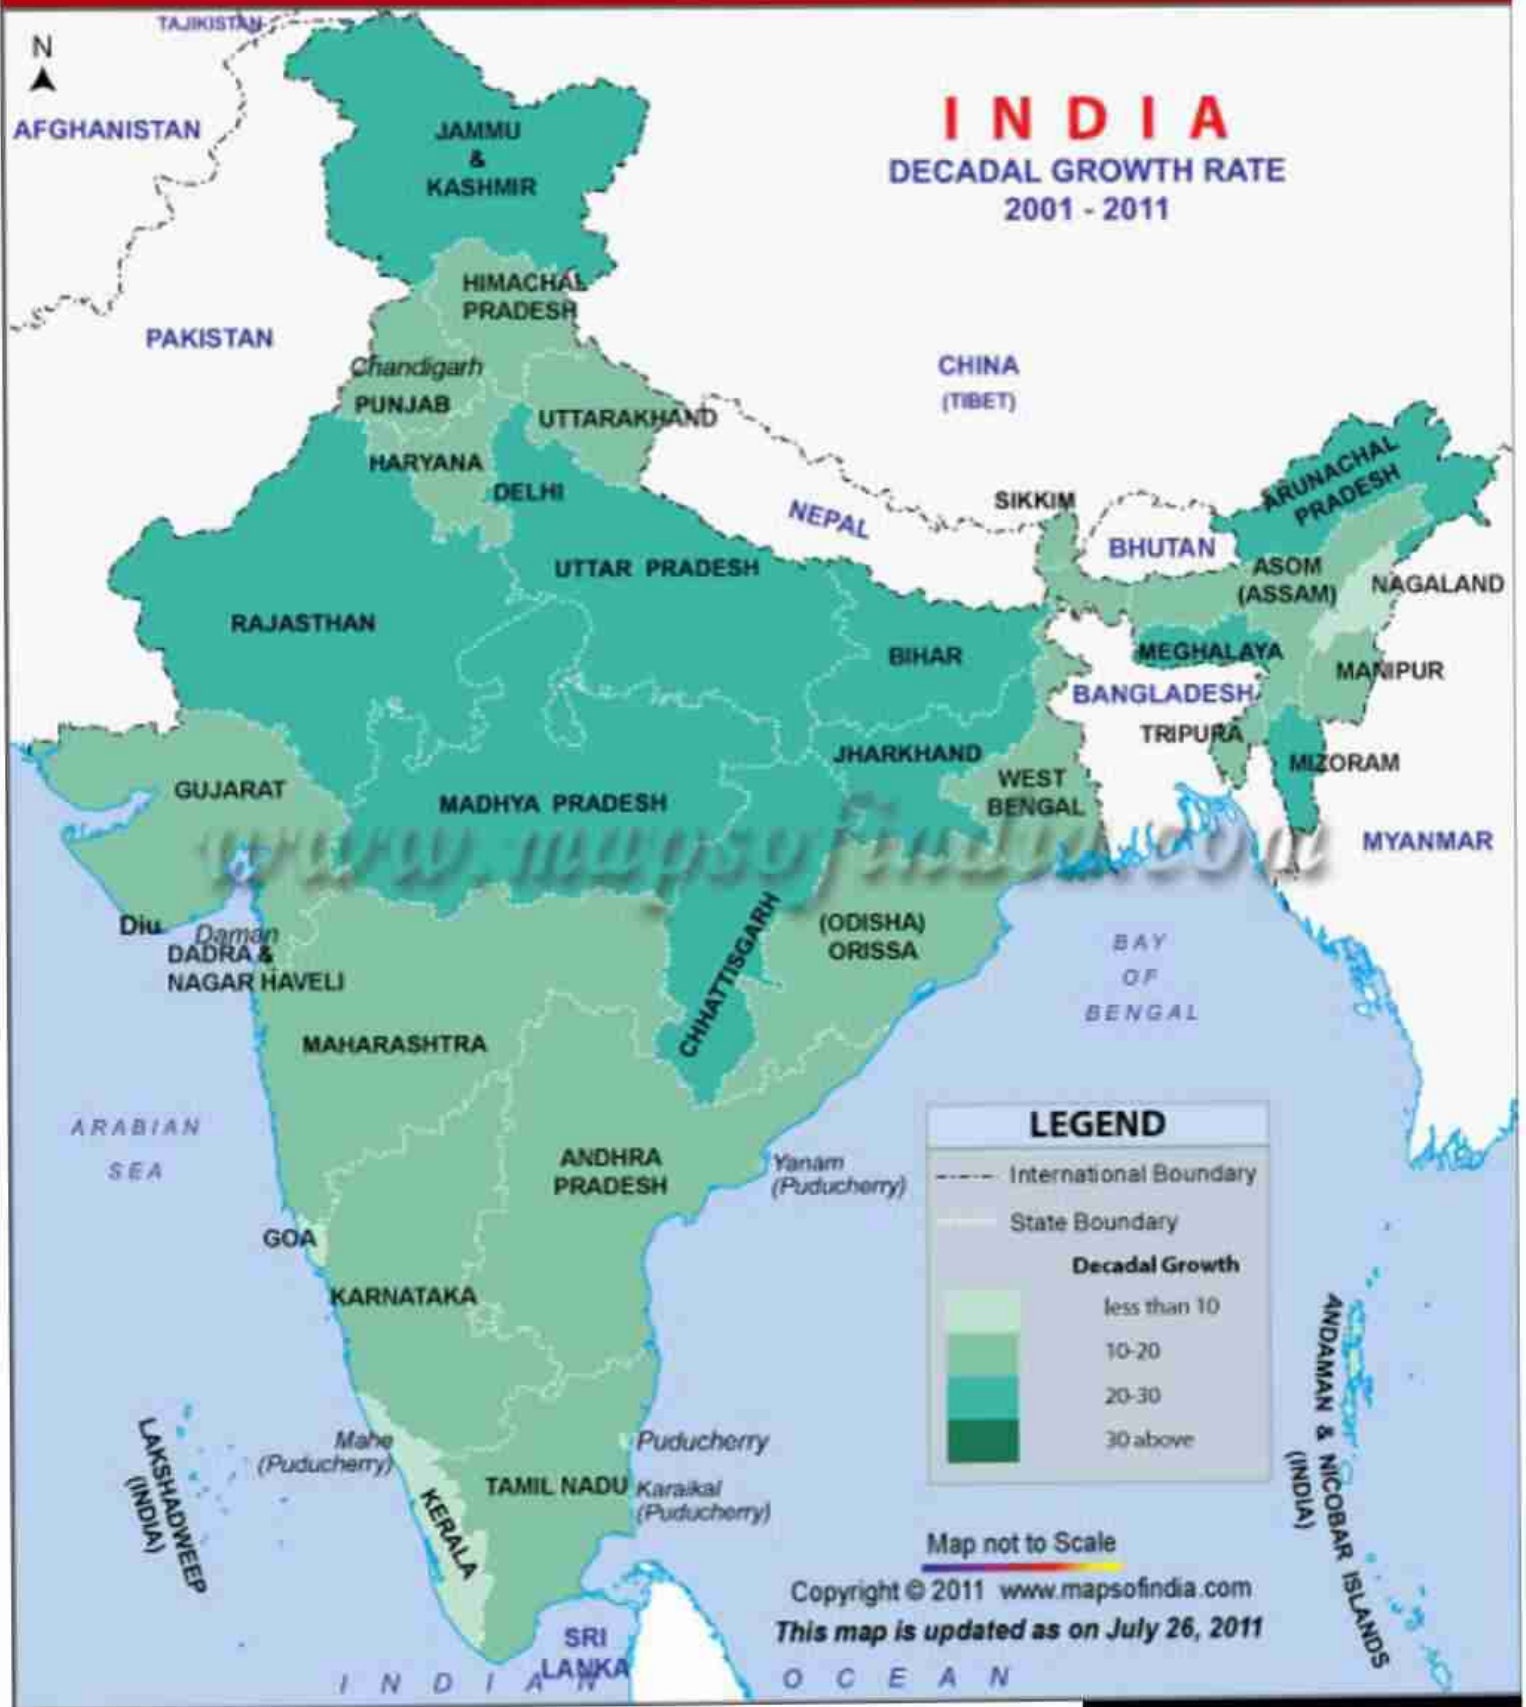 TAJIKISTAN
N
AFGHANISTAN
JAMMU
&
KASHMIR
INDIA
DECADAL GROWTH RATE
2001 - 2011
HIMACHAL
PRADESH
PAKISTAN
Chandigarh
PUNJAB
UTTARAKHAND
HARYANA
DELHI
CHINA
(TIBET)
NEPAL
SIKKIM
BHUTAN
ARUNACHAL
PRADESH
ASOM
(ASSAM)
NAGALAND
UTTAR PRADESH
RAJASTHAN
BIHAR
MEGHALAYA
MANIPUR
BANGLADESH
TRIPURA
MIZORAM
JHARKHAND
WEST
BENGAL
GUJARAT
MADHYA PRADESH
www.mapsofindia.com
MYANMAR
Diu
Daman
DADRA &
NAGAR HAVELI
CHHATTISGARH
(ODISHA)
ORISSA
BAY
OF
BENGAL
MAHARASHTRA
ARABIAN
SEA
ANDHRA
PRADESH
Yanam
(Puducherry)
GOA
KARNATAKA
LEGEND
International Boundary
State Boundary
Decadal Growth
less than 10
10-20
20-30
30 above
LAKSHADWEEP
(INDIA)
Mahe
(Puducherry)
KERALA
TAMIL NADU
Puducherry
Karaikal
(Puducherry)
ANDAMAN & NICOBAR ISLANDS
(INDIA)
Map not to Scale
Copyright © 2011 www.mapsofindia.com
This map is updated as on July 26, 2011
SRI
LANKA
INDIAN OCEAN